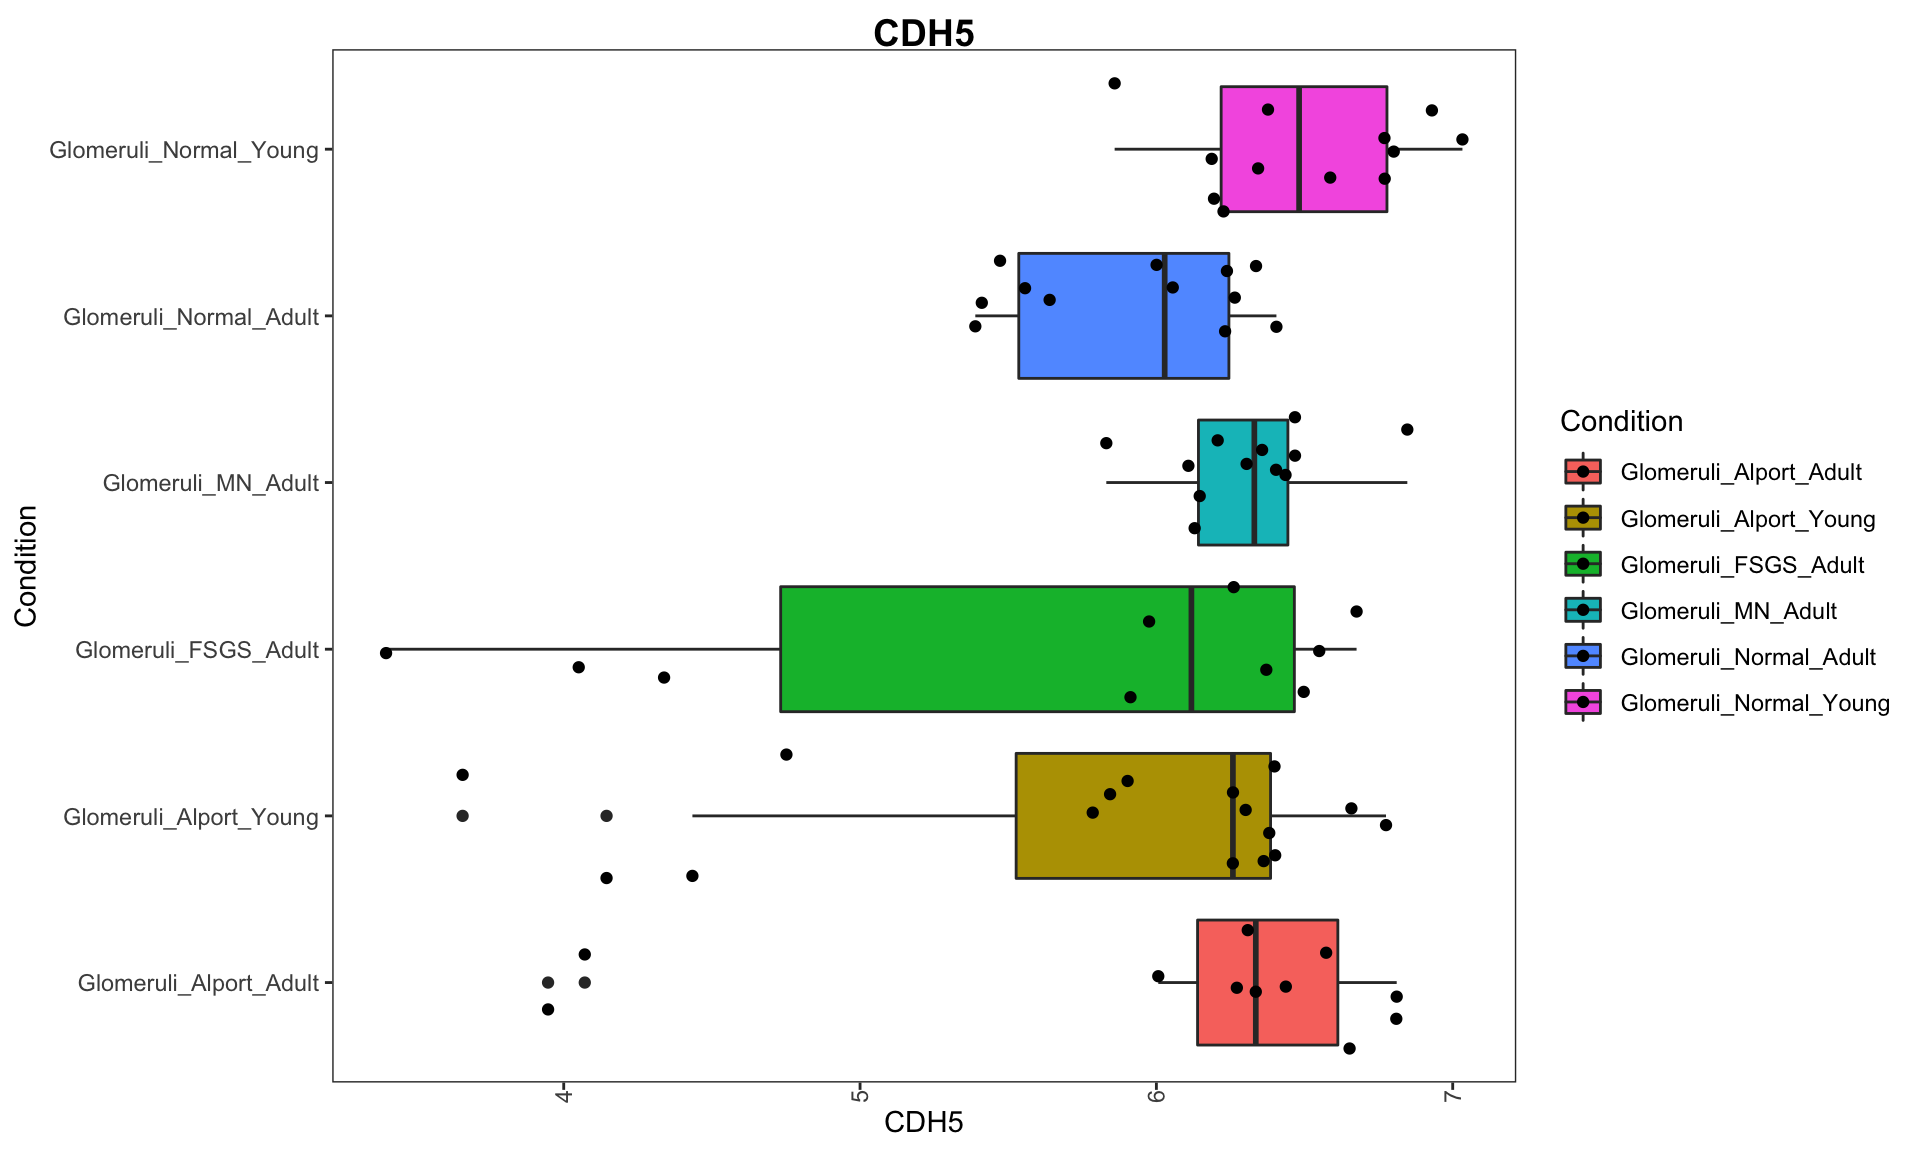 CDH5
Glomeruli_Normal_Young
Glomeruli_Normal_Adult
Glomeruli_MN_Adult
Glomeruli_FSGS_Adult
Glomeruli_Alport_Young
Glomeruli_Alport_Adult
Condition
4
5
6
7
CDH5
Condition
Glomeruli_Alport_Adult
Glomeruli_Alport_Young
Glomeruli_FSGS_Adult
Glomeruli_MN_Adult
Glomeruli_Normal_Adult
Glomeruli_Normal_Young